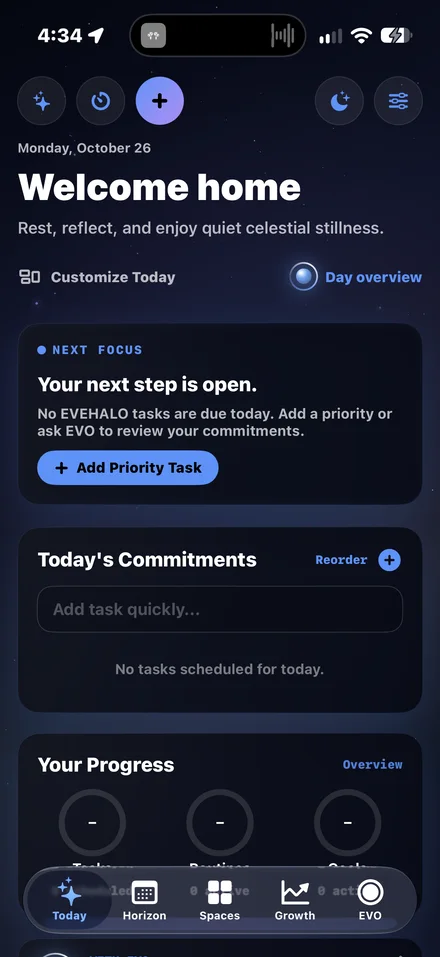 4:34
Monday, October 26
Welcome home
Rest, reflect, and enjoy quiet celestial stillness.
Customize Today
Day overview
NEXT FOCUS
Your next step is open.
No EVEHALO tasks are due today. Add a priority or
ask EVO to review your commitments.
+ Add Priority Task
Today's Commitments
Reorder
Add task quickly...
No tasks scheduled for today.
Your Progress
Overview
-
-
-
Today
Horizon
Spaces
Growth
EVO